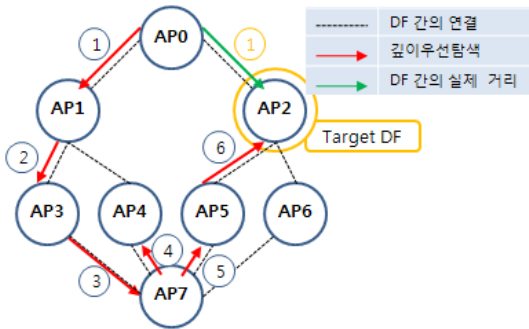 AP0
1
1
DF 간의 연결
깊이우선탐색
DF 간의 실제 거리
AP1
AP2
Target DF
2
6
AP3
AP4
AP5
AP6
4
3
5
AP7